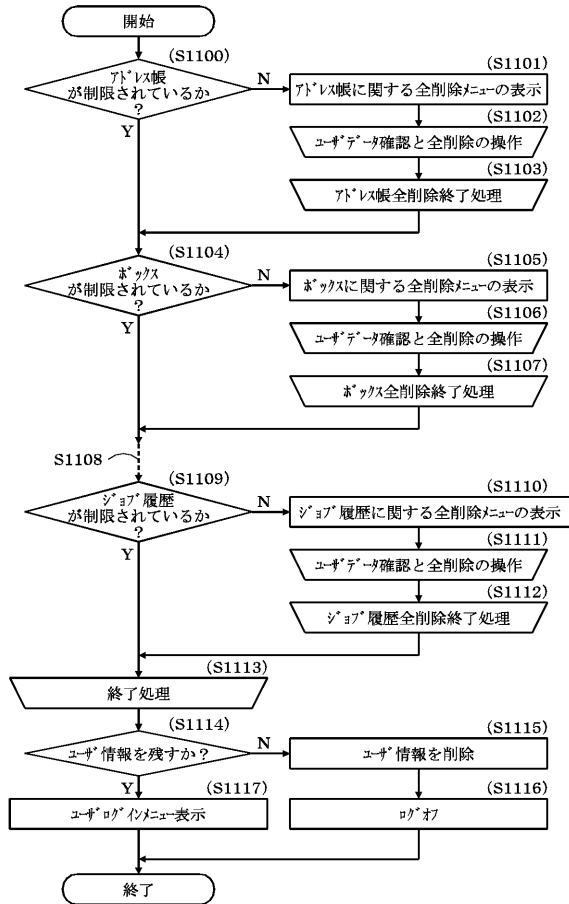 開始
(S1100)
ｱﾄﾞﾚｽ帳
が制限されているか
?
N
Y
(S1101)
ｱﾄﾞﾚｽ帳に関する全削除ﾒﾆｭｰの表示
(S1102)
ﾕｰｻﾞﾃﾞｰﾀ確認と全削除の操作
(S1103)
ｱﾄﾞﾚｽ帳全削除終了処理
(S1104)
ﾎﾞｯｸｽ
が制限されているか
?
N
Y
(S1105)
ﾎﾞｯｸｽに関する全削除ﾒﾆｭｰの表示
(S1106)
ﾕｰｻﾞﾃﾞｰﾀ確認と全削除の操作
(S1107)
ﾎﾞｯｸｽ全削除終了処理
S1108
(S1109)
ｼﾞｮﾌﾞ履歴
が制限されているか
?
N
Y
(S1110)
ｼﾞｮﾌﾞ履歴に関する全削除ﾒﾆｭｰの表示
(S1111)
ﾕｰｻﾞﾃﾞｰﾀ確認と全削除の操作
(S1112)
ｼﾞｮﾌﾞ履歴全削除終了処理
(S1113)
終了処理
(S1114)
ﾕｰｻﾞ情報を残すか?
N
Y
(S1115)
ﾕｰｻﾞ情報を削除
(S1116)
ﾛｸﾞｵﾌ
(S1117)
ﾕｰｻﾞﾛｸﾞｲﾝﾒﾆｭｰ表示
終了